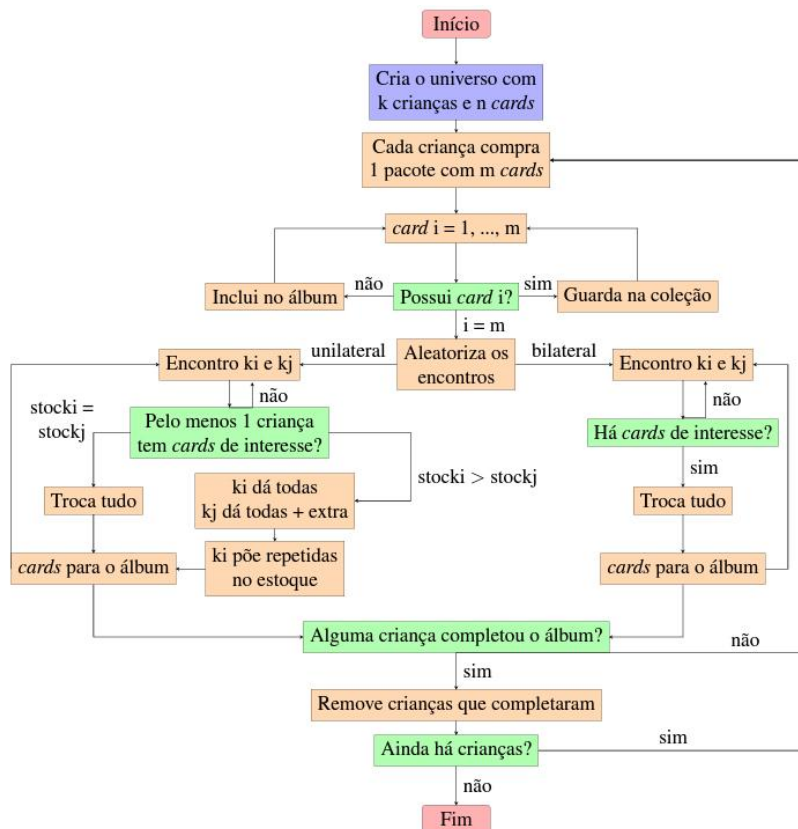 Início
Cria o universo com
k crianças e n cards
Cada criança compra
1 pacote com m cards
card i = 1, ..., m
Inclui no álbum
não
Possui card i?
sim
Guarda na coleção
i = m
Encontro ki e kj
unilateral
Aleatoriza os
encontros
bilateral
Encontro ki e kj
não
não
stocki =
stockj
Pelo menos 1 criança
tem cards de interesse?
Há cards de interesse?
sim
stocki > stockj
ki dá todas
kj dá todas + extra
Troca tudo
Troca tudo
cards para o álbum
ki põe repetidas
no estoque
cards para o álbum
Alguma criança completou o álbum?
não
sim
Remove crianças que completaram
Ainda há crianças?
sim
não
Fim